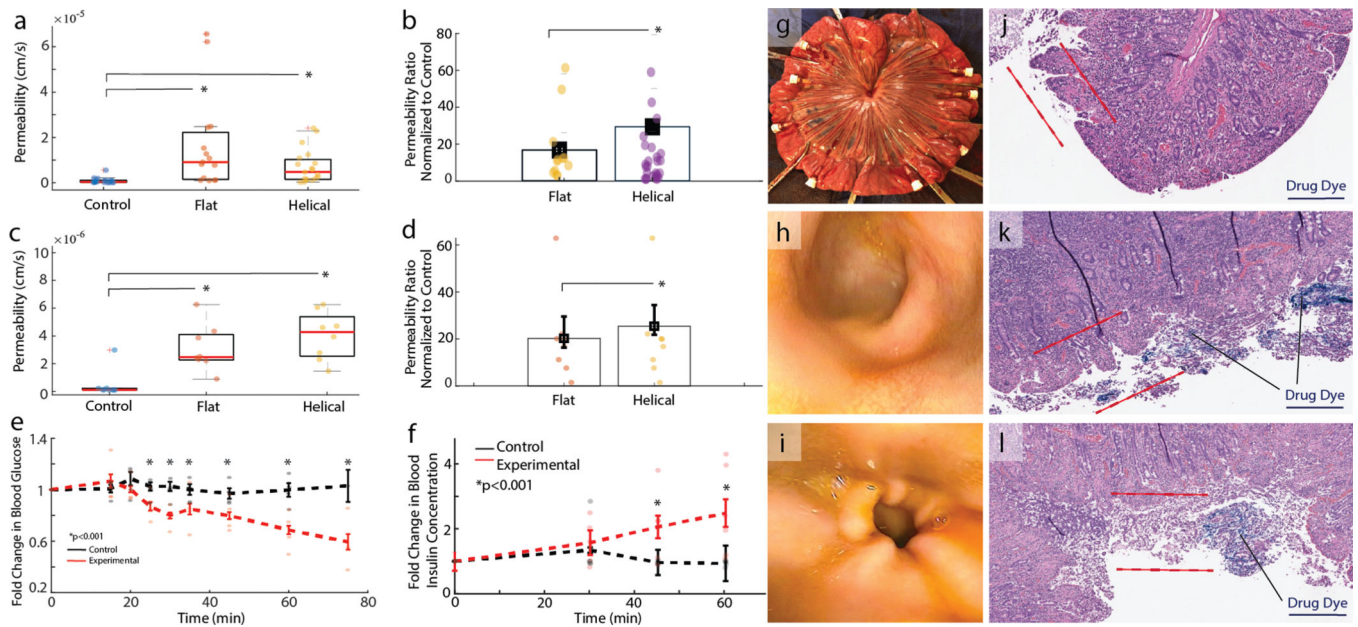 a
×10⁻⁵
Permeability (cm/s)
6
4
2
0
*
*
Control
Flat
Helical
b
Permeability Ratio
Normalized to Control
80
60
40
20
0
*
Flat
Helical
c
×10⁻⁶
Permeability (cm/s)
8
6
4
2
0
*
*
Control
Flat
Helical
d
Permeability Ratio
Normalized to Control
60
40
20
0
*
Flat
Helical
e
Fold Change in Blood Glucose
1.4
1
0.6
0.2
* * * * * *
*p<0.001
Control
Experimental
0 20 40 60 80
Time (min)
f
Fold Change in Blood
Insulin Concentration
4
2
0
Control
Experimental
*p<0.001
* *
0 20 40 60
Time (min)
g
h
i
j
Drug Dye
k
Drug Dye
l
Drug Dye